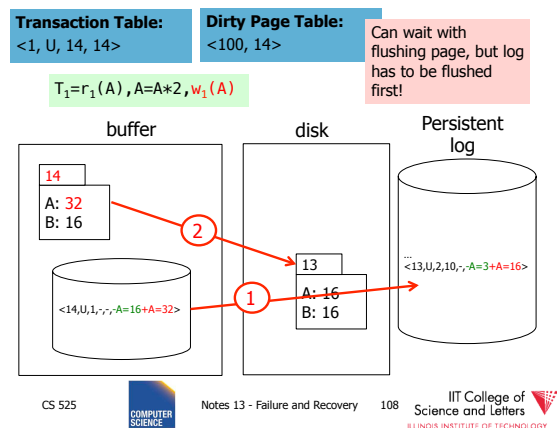 Transaction Table:
<1, U, 14, 14>
Dirty Page Table:
<100, 14>
Can wait with
flushing page, but log
has to be flushed
first!
T1=r1(A),A=A*2,w1(A)
buffer
disk
Persistent
log
14
A: 32
B: 16
2
13
A: 16
B: 16
...
<13,U,2,10,-,-A=3+A=16>
<14,U,1,-,-,-A=16+A=32>
1
CS 525
COMPUTER
SCIENCE
Notes 13 - Failure and Recovery
108
IIT College of
Science and Letters
ILLINOIS INSTITUTE OF TECHNOLOGY